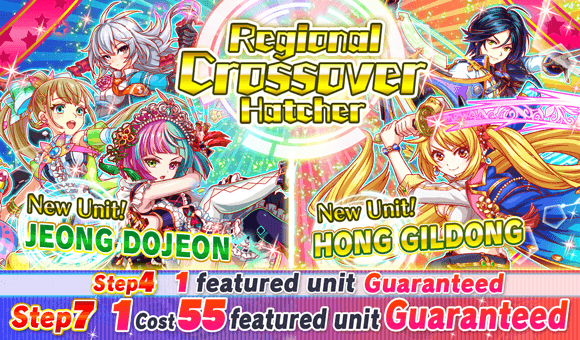 Regional
Crossover
Hatcher
New Unit!
JEONG DOJEON
New Unit!
HONG GILDONG
Step4 1 featured unit Guaranteed
Step7 1 Cost 55 featured unit Guaranteed